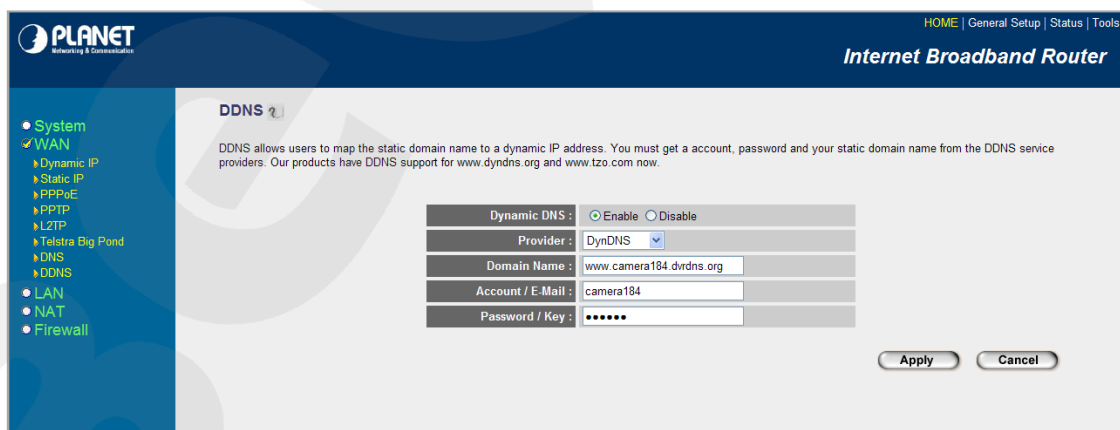 PLANET
Networking & Communication
HOME | General Setup | Status | Tools
Internet Broadband Router
System
WAN
Dynamic IP
Static IP
PPPoE
PPTP
L2TP
Telstra Big Pond
DNS
DDNS
LAN
NAT
Firewall
DDNS
DDNS allows users to map the static domain name to a dynamic IP address. You must get a account, password and your static domain name from the DDNS service
providers. Our products have DDNS support for www.dyndns.org and www.tzo.com now.
Dynamic DNS : Enable Disable
Provider : DynDNS
Domain Name : www.camera184.dvrdns.org
Account / E-Mail : camera184
Password / Key : ••••••
Apply Cancel